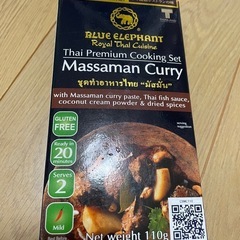 BLUE ELEPHANT
Royal Thai Cuisine
T
Thai Premium Cooking Set
Massaman Curry
ชุดทำอาหารไทย "มัสมั่น"
with Massaman curry paste, Thai fish sauce,
coconut cream powder & dried spices
GLUTEN
FREE
Ready in
20
minutes
Serves
2
Mild
Net weight 110g